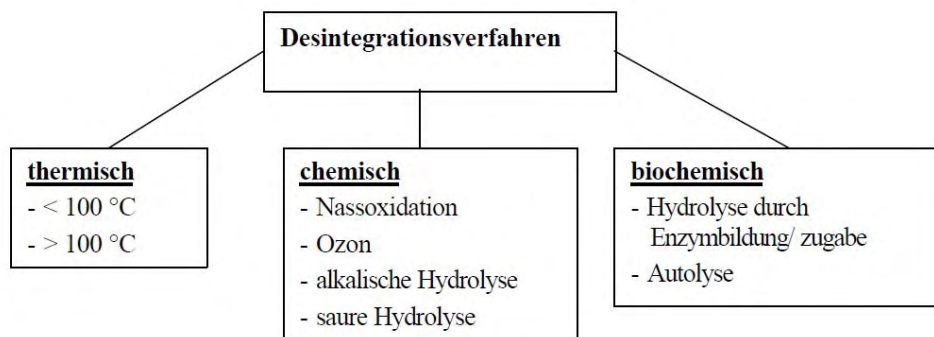 Desintegrationsverfahren
thermisch
- < 100 °C
- > 100 °C
chemisch
- Nassoxidation
- Ozon
- alkalische Hydrolyse
- saure Hydrolyse
biochemisch
- Hydrolyse durch
Enzymbildung/ zugabe
- Autolyse